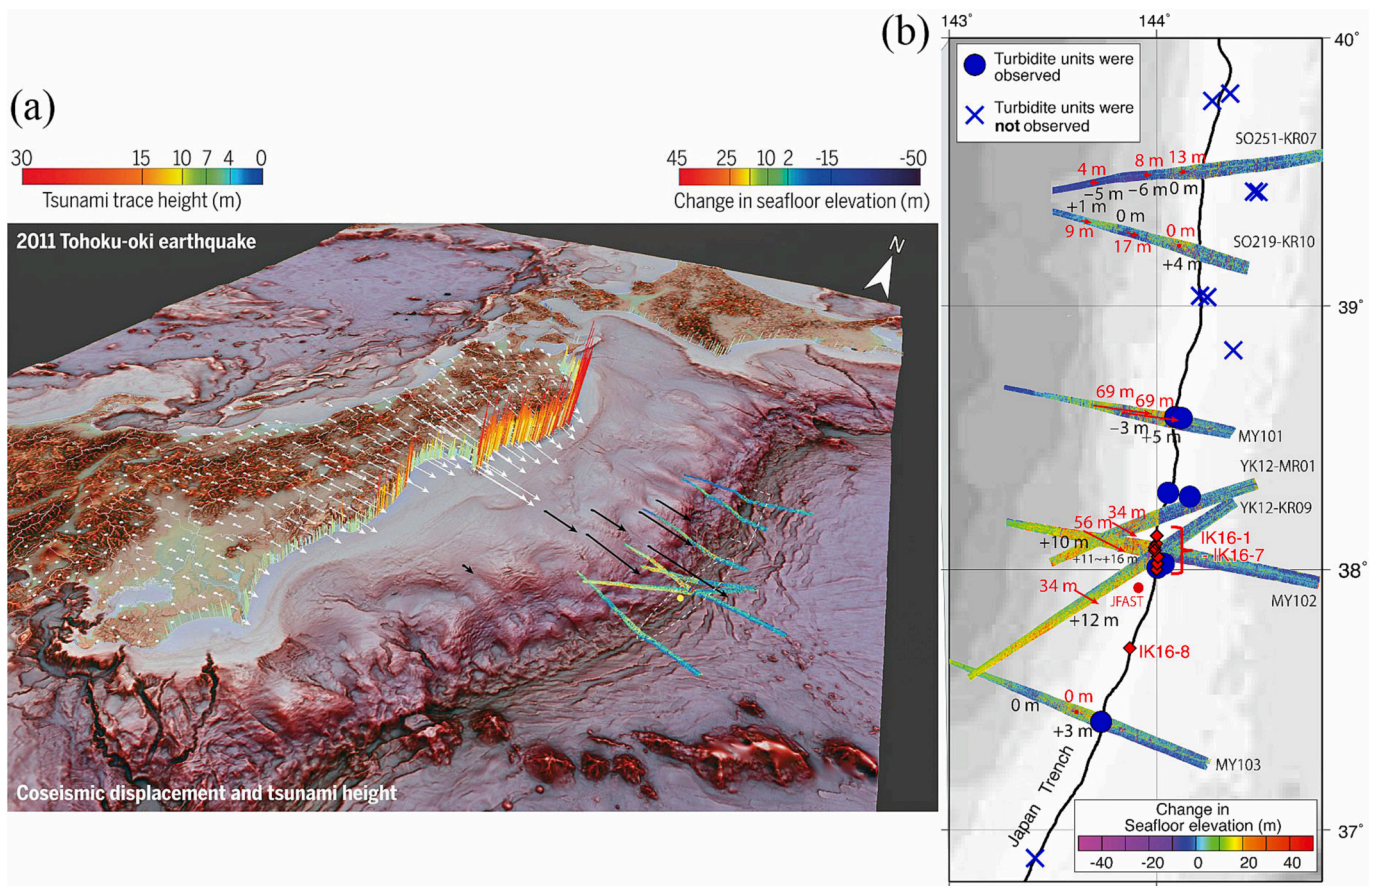 (a)
30 15 10 7 4 0
Tsunami trace height (m)
45 25 10 2 -15 -50
Change in seafloor elevation (m)
2011 Tohoku-oki earthquake
N
Coseismic displacement and tsunami height
(b)
143° 144°
40°
Turbidite units were
observed
Turbidite units were
not observed
SO251-KR07
4 m 8 m 13 m
−5 m −6 m 0 m
+1 m 0 m
9 m 17 m 0 m
+4 m
SO219-KR10
39°
69 m 69 m
−3 m +5 m
MY101
YK12-MR01
YK12-KR09
34 m
56 m
+10 m
+11~+16 m
IK16-1
- IK16-7
38°
MY102
34 m
JFAST
+12 m
IK16-8
0 m
0 m
+3 m
MY103
Japan Trench
Change in
Seafloor elevation (m)
-40 -20 0 20 40
37°